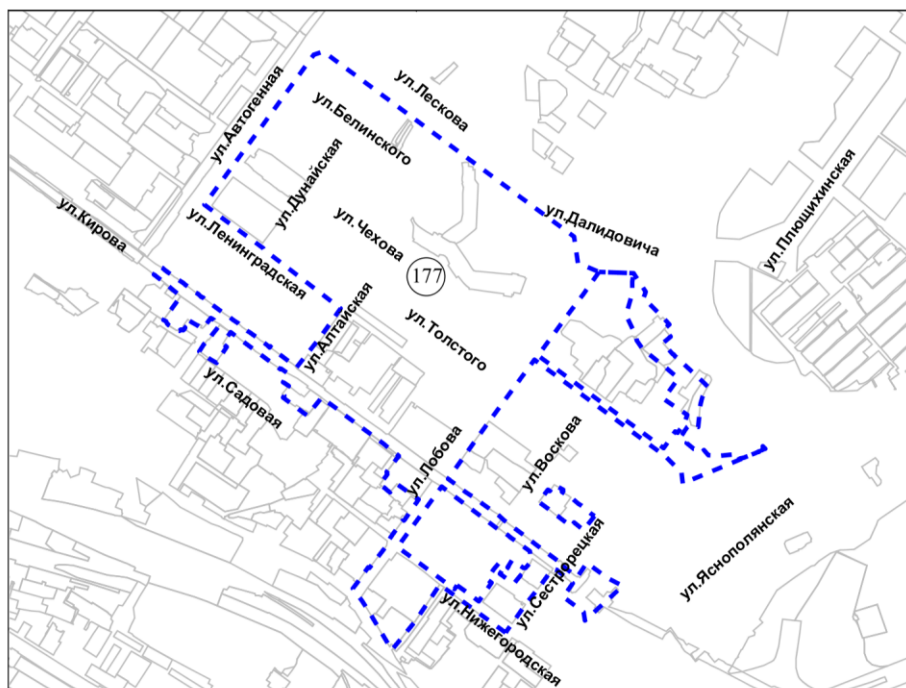 ул.Лескова
ул.Автогенная
ул.Белинского
ул.Дунайская
ул.Плющихинская
ул.Далидовича
ул.Кирова
ул.Ленинградская
ул. Чехова
177
ул.Алтайская
ул.Толстого
ул.Садовая
ул.Лобова
ул.Воскова
ул.Яснополянская
ул.Сестрорецкая
ул.Нижегородская